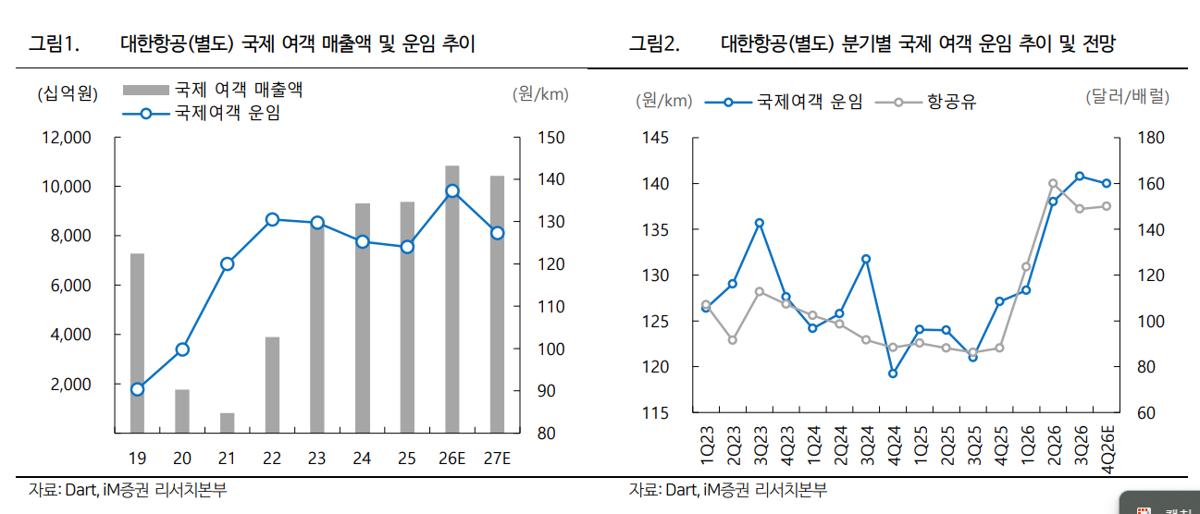 그림1. 대한항공(별도) 국제 여객 매출액 및 운임 추이
(십억원) 국제 여객 매출액 (원/km)
국제여객 운임
12,000 150
10,000 140
130
8,000
120
6,000
110
4,000
100
2,000
90
80
19 20 21 22 23 24 25 26E 27E
자료: Dart, iM증권 리서치본부
그림2. 대한항공(별도) 분기별 국제 여객 운임 추이 및 전망
(원/km) 국제여객 운임 항공유 (달러/배럴)
145 180
140 160
135 140
130 120
125 100
120 80
115 60
1Q23 2Q23 3Q23 4Q23 1Q24 2Q24 3Q24 4Q24 1Q25 2Q25 3Q25 4Q25 1Q26 2Q26 3Q26 4Q26E
자료: Dart, iM증권 리서치본부